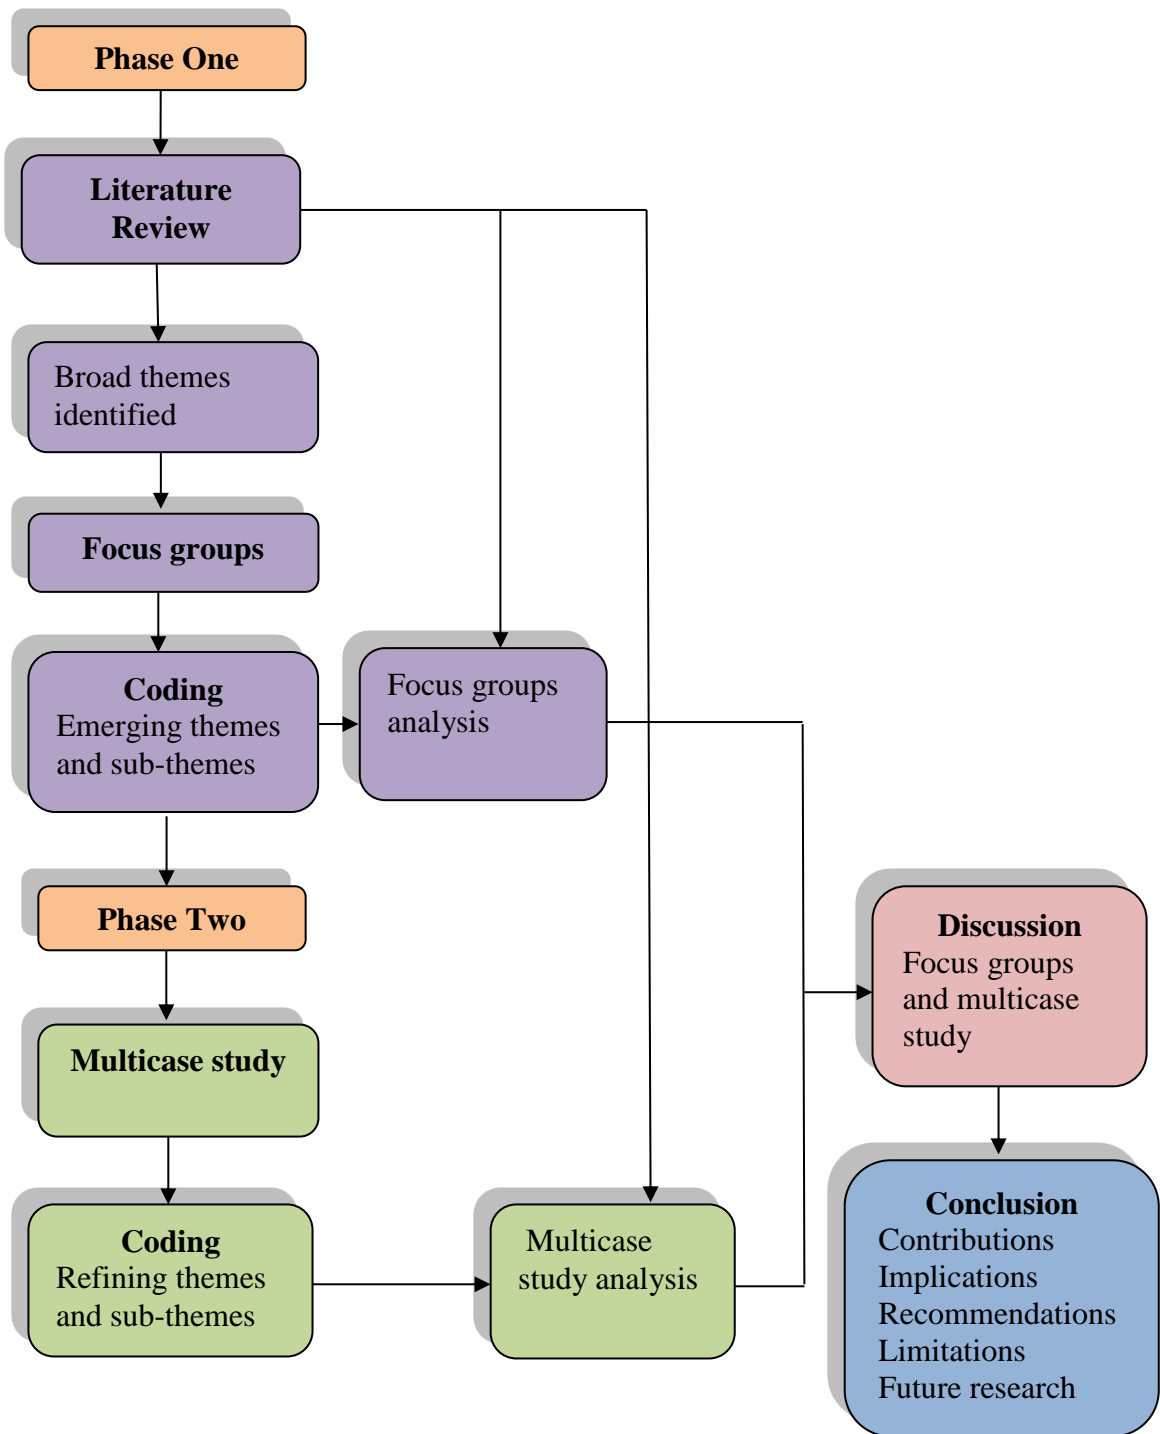 Phase One
Literature
Review
Broad themes
identified
Focus groups
Coding
Emerging themes
and sub-themes
Focus groups
analysis
Phase Two
Multicase study
Coding
Refining themes
and sub-themes
Multicase
study analysis
Discussion
Focus groups
and multicase
study
Conclusion
Contributions
Implications
Recommendations
Limitations
Future research